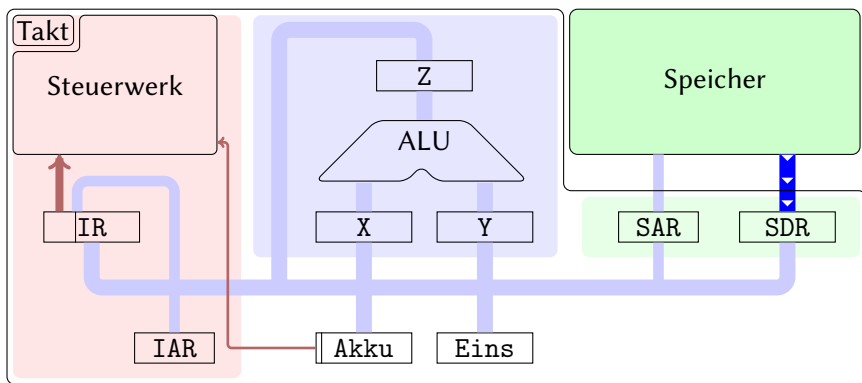 Takt
Steuerwerk
Z
Speicher
ALU
IR
X
Y
SAR
SDR
IAR
Akku
Eins